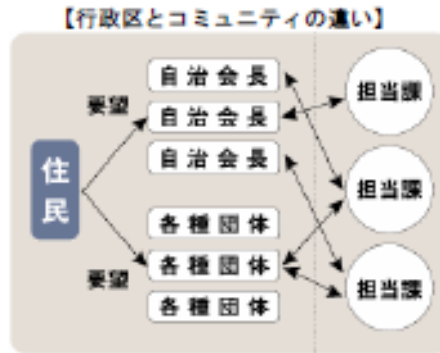 【行政区とコミュニティの違い】
自治会長
担当課
要望
自治会長
自治会長
住民
担当課
各種団体
各種団体
要望
担当課
各種団体